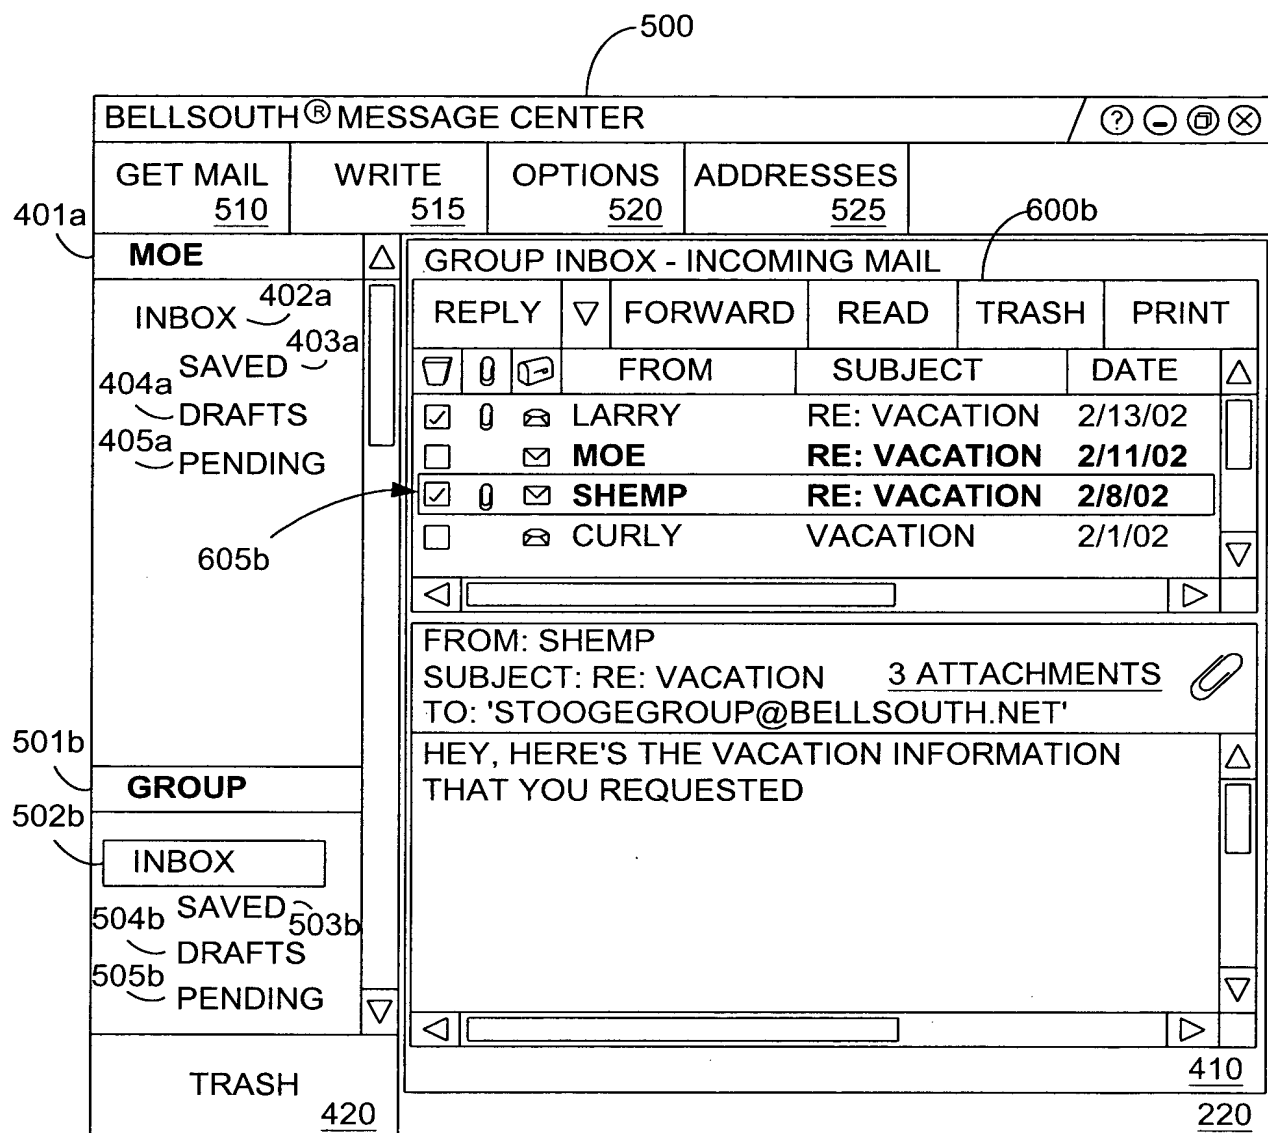 500
BELLSOUTH® MESSAGE CENTER
GET MAIL 510
WRITE 515
OPTIONS 520
ADDRESSES 525
401a
600b
MOE
INBOX 402a
SAVED 403a
404a DRAFTS
405a PENDING
605b
GROUP INBOX - INCOMING MAIL
REPLY FORWARD READ TRASH PRINT
FROM SUBJECT DATE
LARRY RE: VACATION 2/13/02
MOE RE: VACATION 2/11/02
SHEMP RE: VACATION 2/8/02
CURLY VACATION 2/1/02
FROM: SHEMP
SUBJECT: RE: VACATION 3 ATTACHMENTS
TO: 'STOOGEGROUP@BELLSOUTH.NET'
HEY, HERE'S THE VACATION INFORMATION
THAT YOU REQUESTED
501b
GROUP
502b
INBOX
SAVED 503b
504b DRAFTS
505b PENDING
TRASH
420
410
220